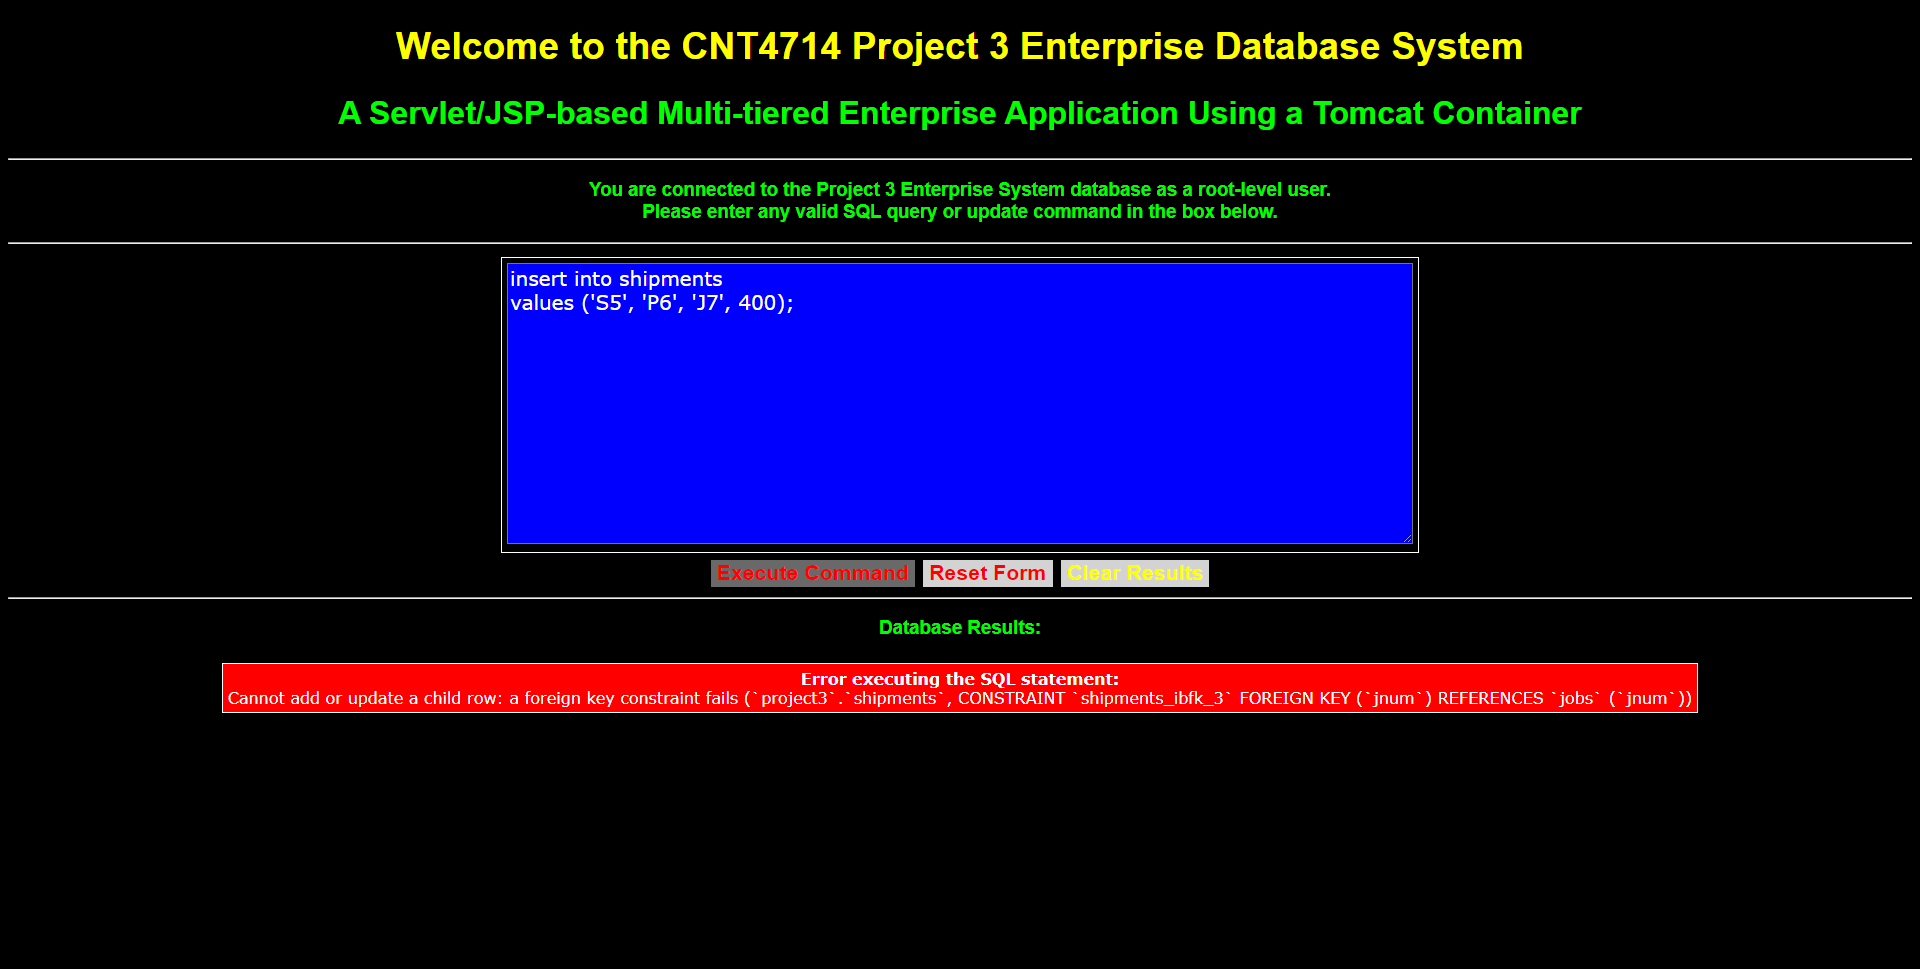 Welcome to the CNT4714 Project 3 Enterprise Database System
A Servlet/JSP-based Multi-tiered Enterprise Application Using a Tomcat Container
You are connected to the Project 3 Enterprise System database as a root-level user.
Please enter any valid SQL query or update command in the box below.
insert into shipments
values ('S5', 'P6', 'J7', 400);
Execute Command Reset Form Clear Results
Database Results:
Error executing the SQL statement:
Cannot add or update a child row: a foreign key constraint fails (`project3`.`shipments`, CONSTRAINT `shipments_ibfk_3` FOREIGN KEY (`jnum`) REFERENCES `jobs` (`jnum`))